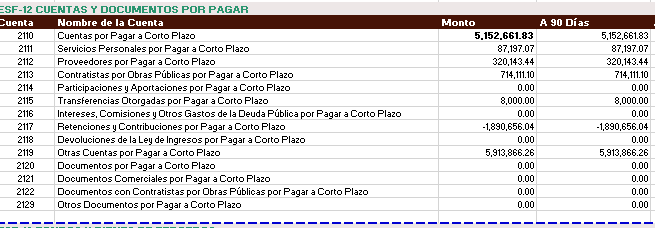 ESF-12 CUENTAS Y DOCUMENTOS POR PAGAR
Cuenta Nombre de la Cuenta Monto A 90 Días
2110 Cuentas por Pagar a Corto Plazo 5,152,661.83 5,152,661.83
2111 Servicios Personales por Pagar a Corto Plazo 87,197.07 87,197.07
2112 Proveedores por Pagar a Corto Plazo 320,143.44 320,143.44
2113 Contratistas por Obras Públicas por Pagar a Corto Plazo 714,111.10 714,111.10
2114 Participaciones y Aportaciones por Pagar a Corto Plazo 0.00 0.00
2115 Transferencias Otorgadas por Pagar a Corto Plazo 8,000.00 8,000.00
2116 Intereses, Comisiones y Otros Gastos de la Deuda Pública por Pagar a Corto Plazo 0.00 0.00
2117 Retenciones y Contribuciones por Pagar a Corto Plazo -1,890,656.04 -1,890,656.04
2118 Devoluciones de la Ley de Ingresos por Pagar a Corto Plazo 0.00 0.00
2119 Otras Cuentas por Pagar a Corto Plazo 5,913,866.26 5,913,866.26
2120 Documentos por Pagar a Corto Plazo 0.00 0.00
2121 Documentos Comerciales por Pagar a Corto Plazo 0.00 0.00
2122 Documentos con Contratistas por Obras Públicas por Pagar a Corto Plazo 0.00 0.00
2129 Otros Documentos por Pagar a Corto Plazo 0.00 0.00